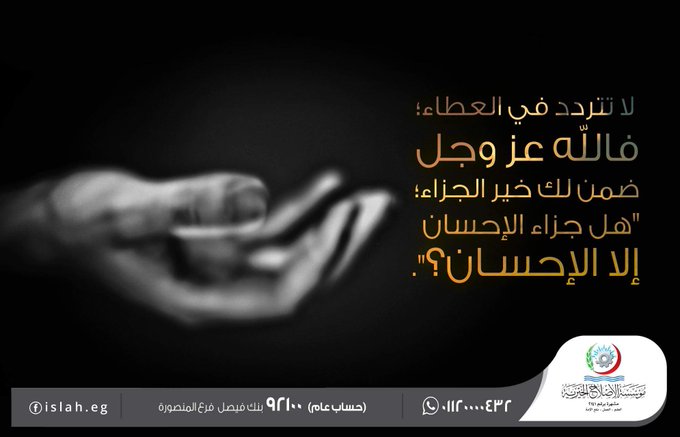 لا تتردد في العطاء؛
فالله عز وجل
ضمن لك خير الجزاء؛
"هل جزاء الإحسان
إلا الإحسان؟".
مؤسسة الإصلاح الخيرية
٠١١٢٠٠٠٠٤٣٢
(حساب عام) ٩٢١٠٠ بنك فيصل فرع المنصورة
islah.eg